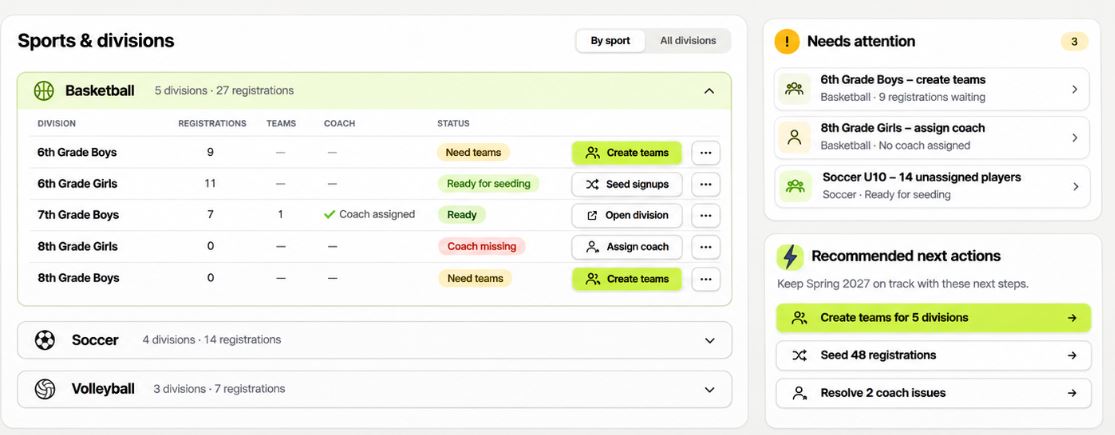 Sports & divisions
By sport All divisions
Basketball 5 divisions · 27 registrations
DIVISION REGISTRATIONS TEAMS COACH STATUS
6th Grade Boys 9 — — Need teams Create teams ...
6th Grade Girls 11 — — Ready for seeding Seed signups ...
7th Grade Boys 7 1 Coach assigned Ready Open division ...
8th Grade Girls 0 — — Coach missing Assign coach ...
8th Grade Boys 0 — — Need teams Create teams ...
Soccer 4 divisions · 14 registrations
Volleyball 3 divisions · 7 registrations
! Needs attention 3
6th Grade Boys – create teams
Basketball · 9 registrations waiting
8th Grade Girls – assign coach
Basketball · No coach assigned
Soccer U10 – 14 unassigned players
Soccer · Ready for seeding
Recommended next actions
Keep Spring 2027 on track with these next steps.
Create teams for 5 divisions →
Seed 48 registrations →
Resolve 2 coach issues →